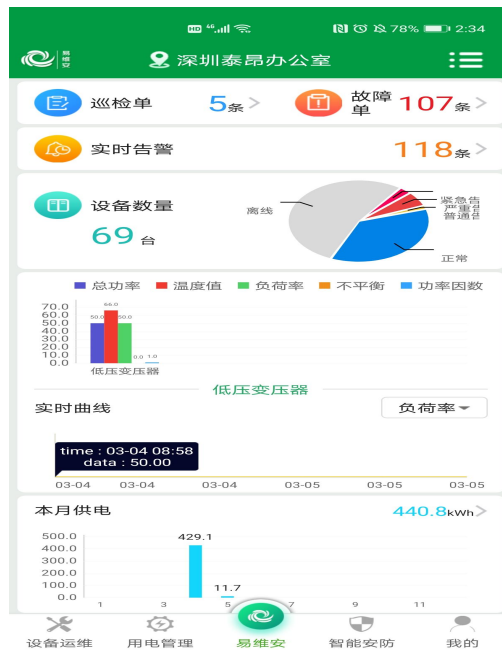 HD 4G 78% 2:34
易维安 深圳泰昂办公室
巡检单 5条 > 故障单 107条 >
实时告警 118条 >
设备数量
69 台
离线
紧急告
严重告
普通告
正常
总功率 温度值 负荷率 不平衡 功率因数
70.0
60.0
50.0
40.0
30.0
20.0
10.0
0.0
50.0 66.0 50.0 0.0 1.0
低压变压器
低压变压器
实时曲线 负荷率
time : 03-04 08:58
data : 50.00
03-04 03-04 03-04 03-05 03-05 03-05
本月供电 440.8kWh >
500.0
400.0
300.0
200.0
100.0
0.0
429.1
11.7
1 3 5 7 9 11
设备运维 用电管理 易维安 智能安防 我的